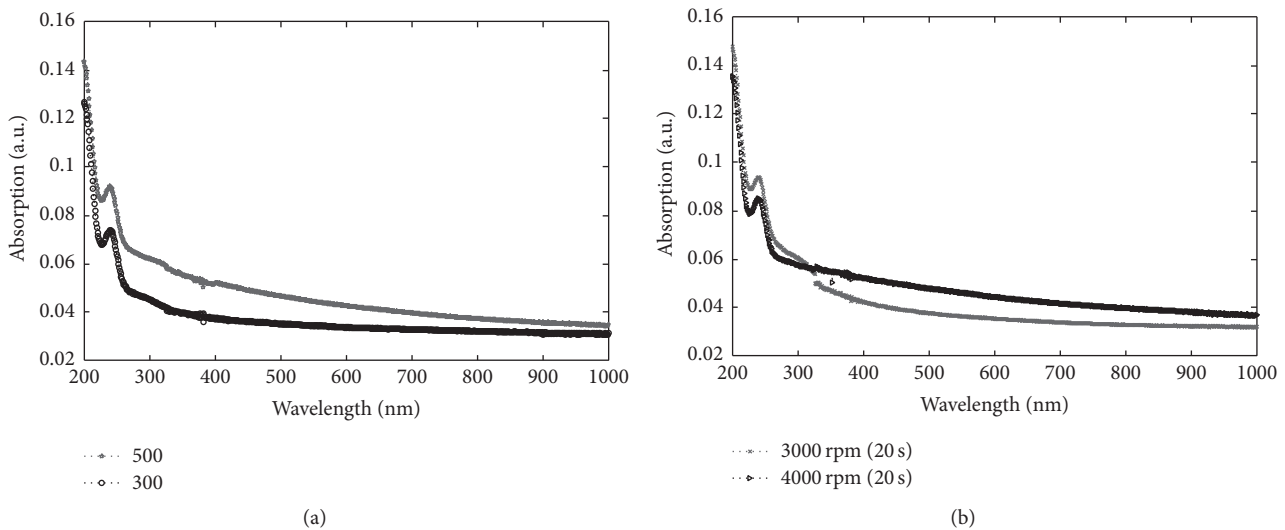 0.16
0.14
0.12
0.1
0.08
0.06
0.04
0.02
Absorption (a.u.)
200 300 400 500 600 700 800 900 1000
Wavelength (nm)
500
300
(a)
0.16
0.14
0.12
0.1
0.08
0.06
0.04
0.02
Absorption (a.u.)
200 300 400 500 600 700 800 900 1000
Wavelength (nm)
3000 rpm (20 s)
4000 rpm (20 s)
(b)